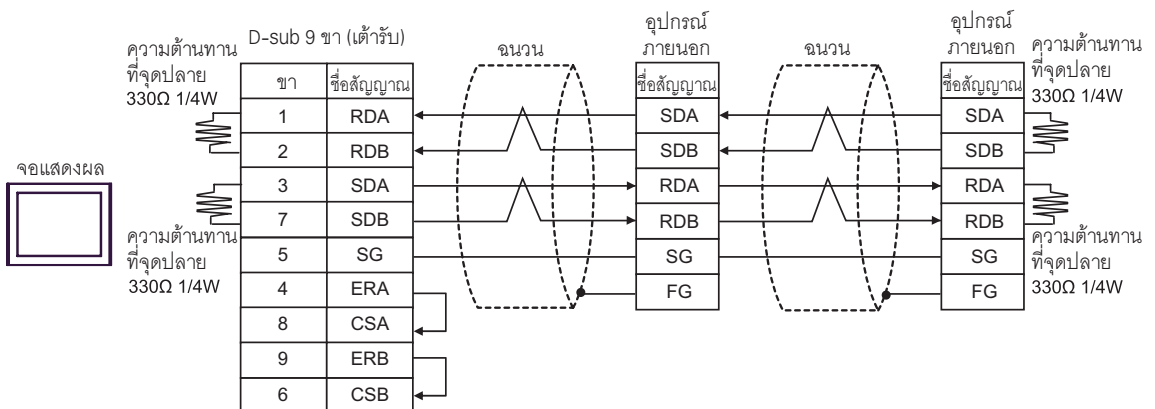 จอแสดงผล
ความต้านทาน
ที่จุดปลาย
330Ω 1/4W
ความต้านทาน
ที่จุดปลาย
330Ω 1/4W
D-sub 9 ขา (เต้ารับ)
ขา ชื่อสัญญาณ
1 RDA
2 RDB
3 SDA
7 SDB
5 SG
4 ERA
8 CSA
9 ERB
6 CSB
ฉนวน
อุปกรณ์
ภายนอก
ชื่อสัญญาณ
SDA
SDB
RDA
RDB
SG
FG
ฉนวน
อุปกรณ์
ภายนอก
ชื่อสัญญาณ
SDA
SDB
RDA
RDB
SG
FG
ความต้านทาน
ที่จุดปลาย
330Ω 1/4W
ความต้านทาน
ที่จุดปลาย
330Ω 1/4W